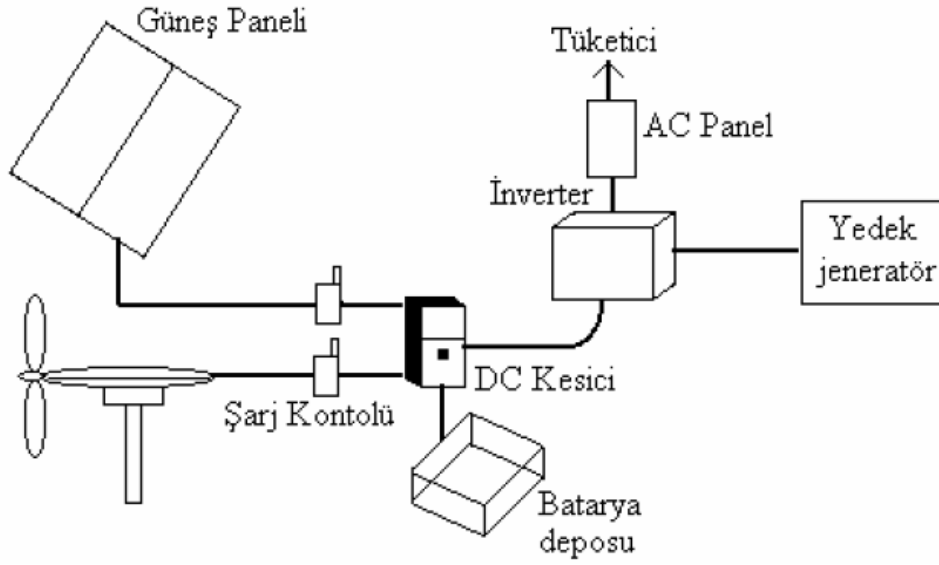 Güneş Paneli
Tüketici
AC Panel
İnverter
Yedek
jeneratör
DC Kesici
Şarj Kontolü
Batarya
deposu